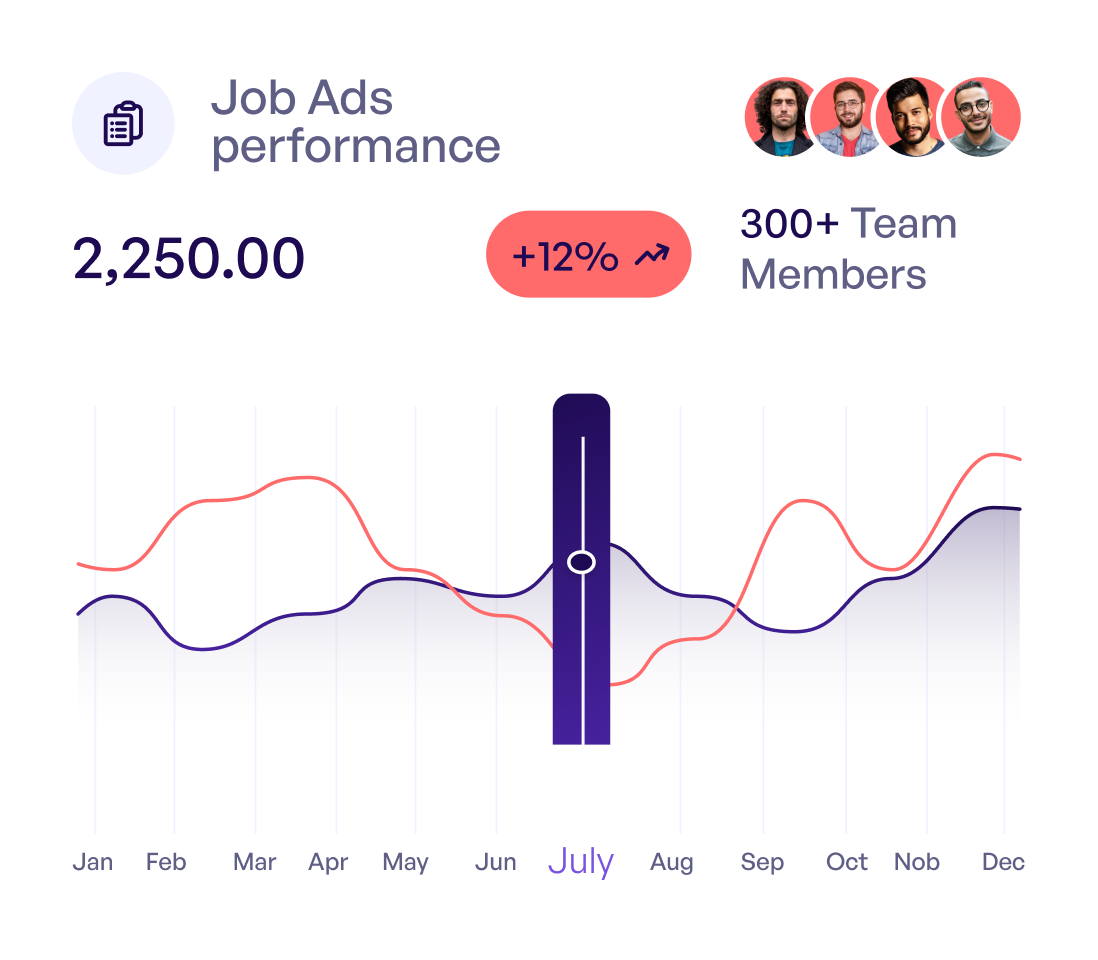 Job Ads
performance
2,250.00
+12%
300+ Team
Members
Jan Feb Mar Apr May Jun July Aug Sep Oct Nob Dec